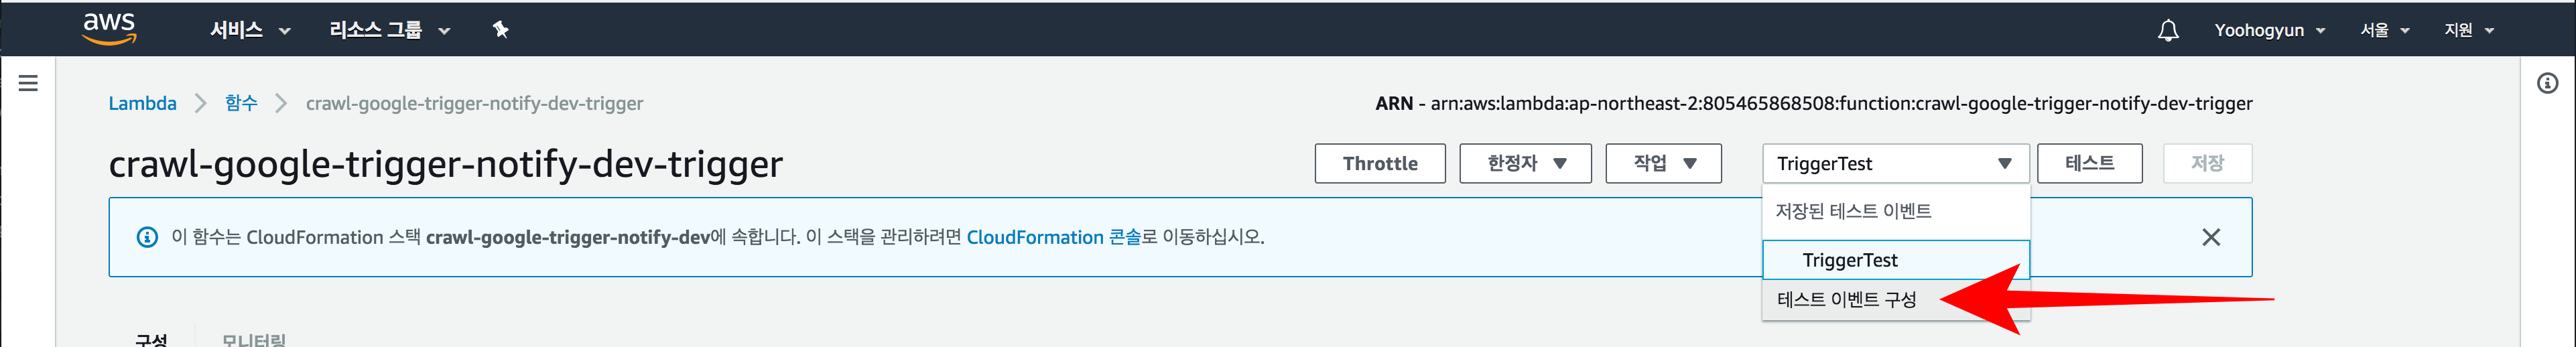 aws 서비스 리소스 그룹 Yoohogyun 서울 지원
Lambda 함수 crawl-google-trigger-notify-dev-trigger ARN - arn:aws:lambda:ap-northeast-2:805465868508:function:crawl-google-trigger-notify-dev-trigger
crawl-google-trigger-notify-dev-trigger Throttle 한정자 작업 TriggerTest 테스트 저장
저장된 테스트 이벤트
이 함수는 CloudFormation 스택 crawl-google-trigger-notify-dev에 속합니다. 이 스택을 관리하려면 CloudFormation 콘솔로 이동하십시오.
TriggerTest
테스트 이벤트 구성
구성 모니터링